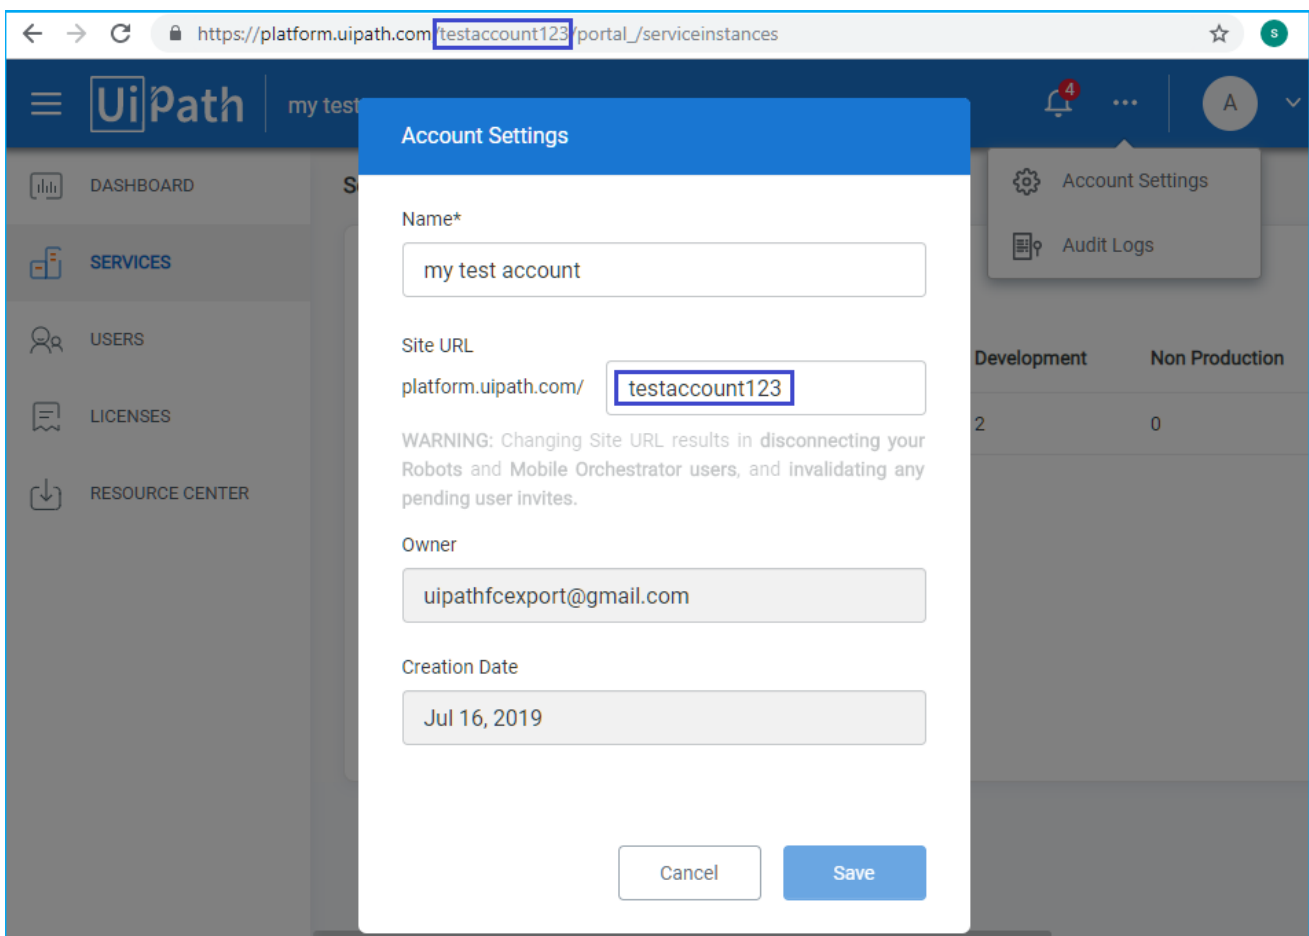 https://platform.uipath.com/testaccount123/portal_/serviceinstances
S
UiPath
my test
4
A
Account Settings
Account Settings
Audit Logs
DASHBOARD
SERVICES
USERS
LICENSES
RESOURCE CENTER
Name*
my test account
Site URL
platform.uipath.com/ testaccount123
WARNING: Changing Site URL results in disconnecting your
Robots and Mobile Orchestrator users, and invalidating any
pending user invites.
Owner
uipathfcexport@gmail.com
Creation Date
Jul 16, 2019
Cancel
Save
Development
Non Production
2
0